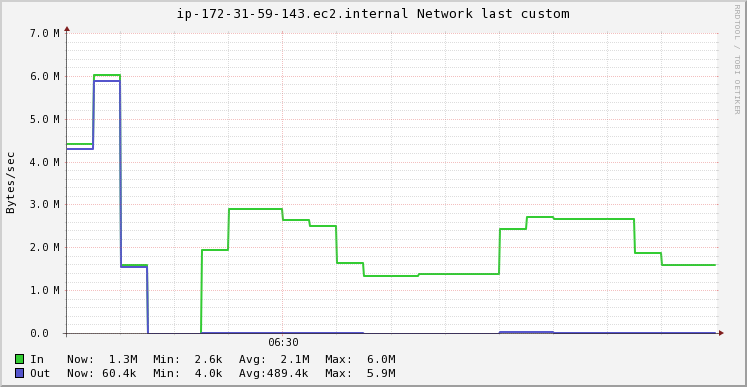 ip-172-31-59-143.ec2.internal Network last custom
RRDTOOL / TOBI OETIKER
Bytes/sec
7.0 M
6.0 M
5.0 M
4.0 M
3.0 M
2.0 M
1.0 M
0.0
06:30
In Now: 1.3M Min: 2.6k Avg: 2.1M Max: 6.0M
Out Now: 60.4k Min: 4.0k Avg:489.4k Max: 5.9M